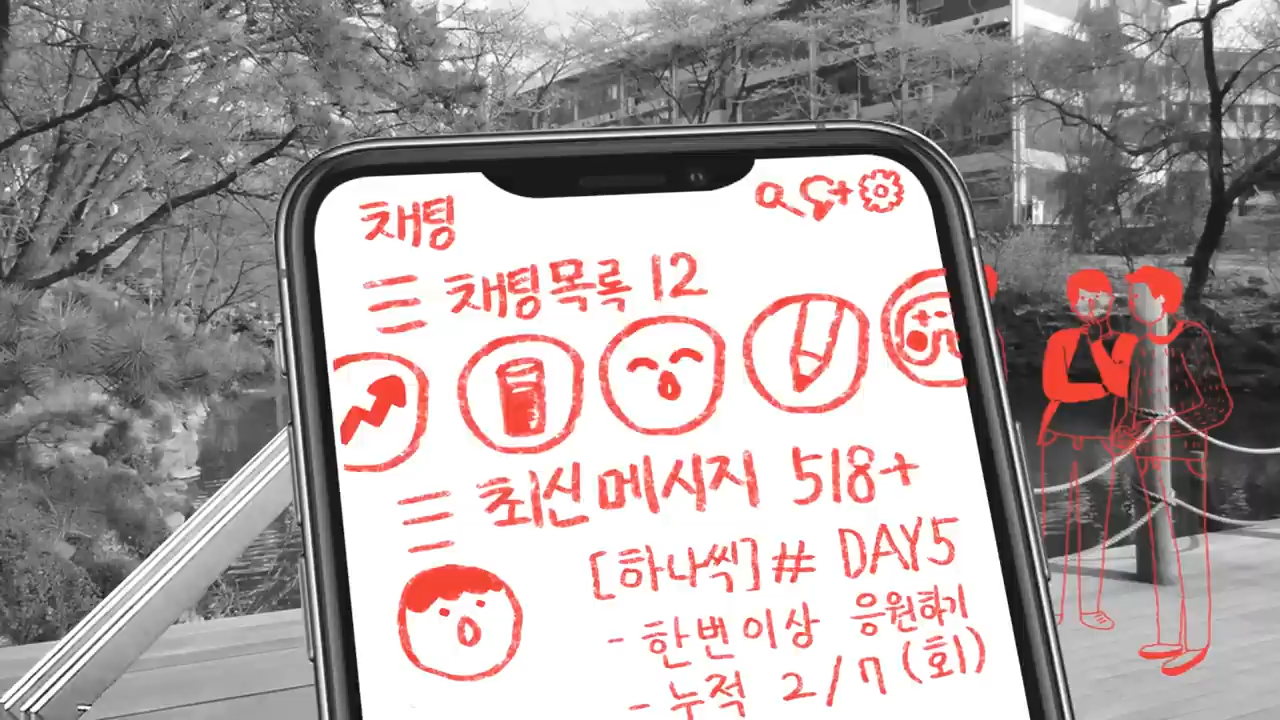 채팅
채팅목록 12
최신메시지 518+
[하나씩]# DAY5
- 한번이상 응원하기
- 누적 2/7(회)